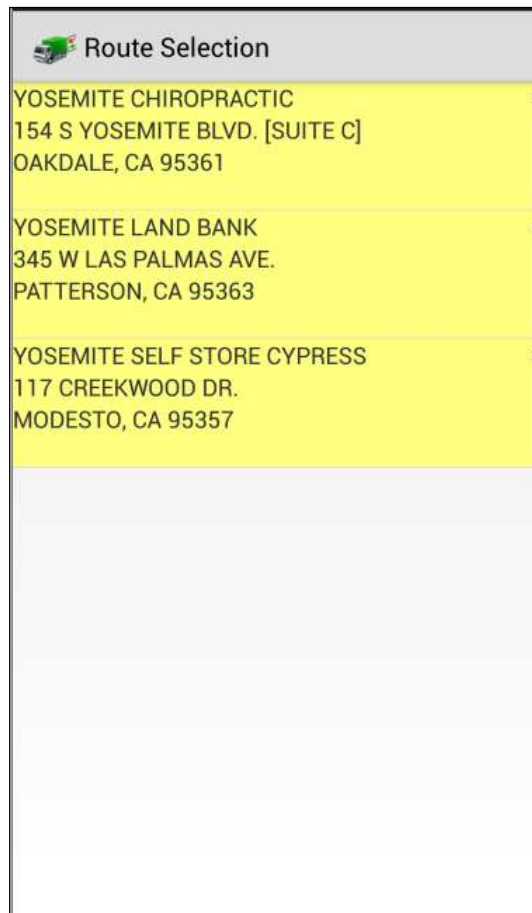 Route Selection
YOSEMITE CHIROPRACTIC
154 S YOSEMITE BLVD. [SUITE C]
OAKDALE, CA 95361
YOSEMITE LAND BANK
345 W LAS PALMAS AVE.
PATTERSON, CA 95363
YOSEMITE SELF STORE CYPRESS
117 CREEKWOOD DR.
MODESTO, CA 95357